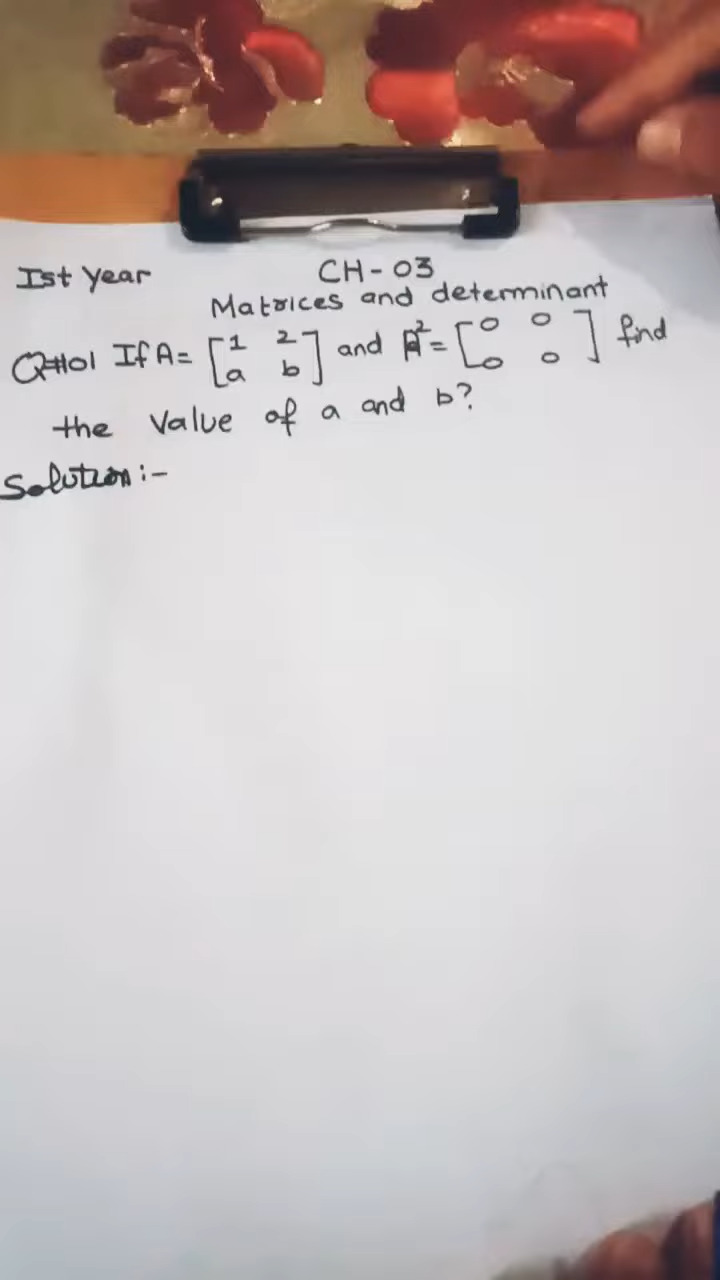 Ist Year CH-03
Matrices and determinant
Q#01 If A= [1 2 a b] and A²= [0 0 0 0] find
the Value of a and b?
Solution:-